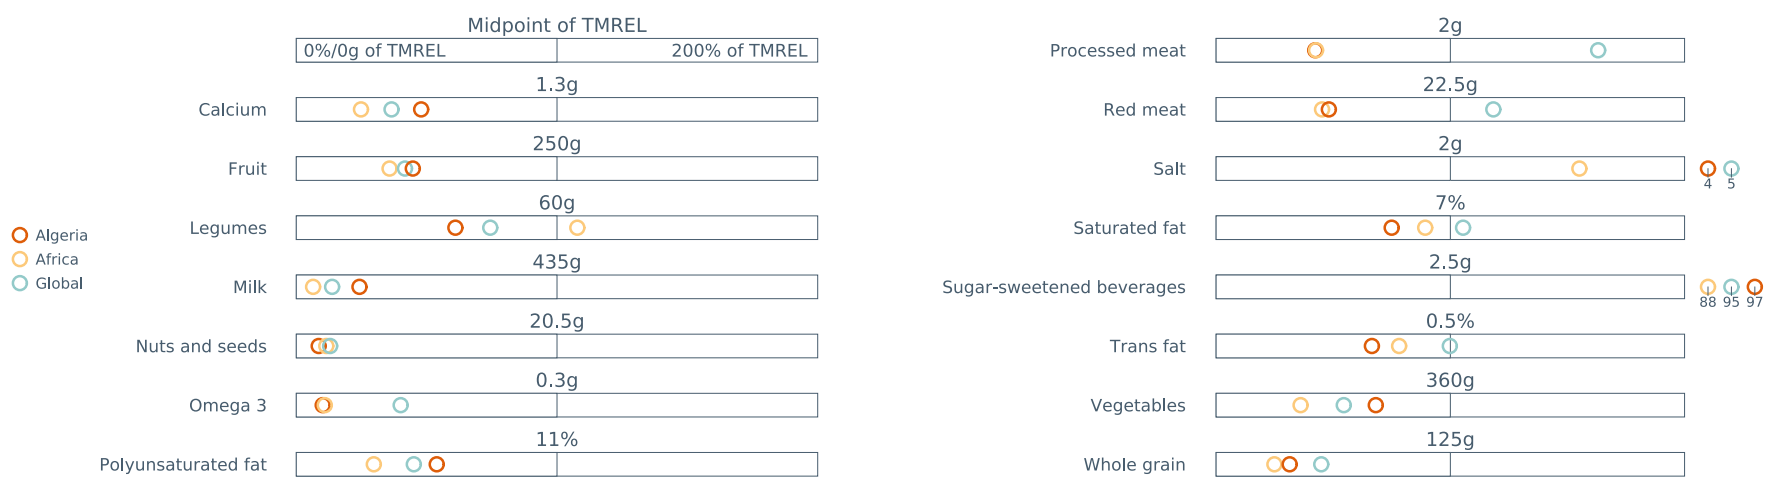 Midpoint of TMREL
0%/0g of TMREL 200% of TMREL
1.3g
Calcium
250g
Fruit
60g
Legumes
435g
Milk
20.5g
Nuts and seeds
0.3g
Omega 3
11%
Polyunsaturated fat
Algeria
Africa
Global
2g
Processed meat
22.5g
Red meat
2g
Salt
4 5
7%
Saturated fat
2.5g
Sugar-sweetened beverages
88 95 97
0.5%
Trans fat
360g
Vegetables
125g
Whole grain